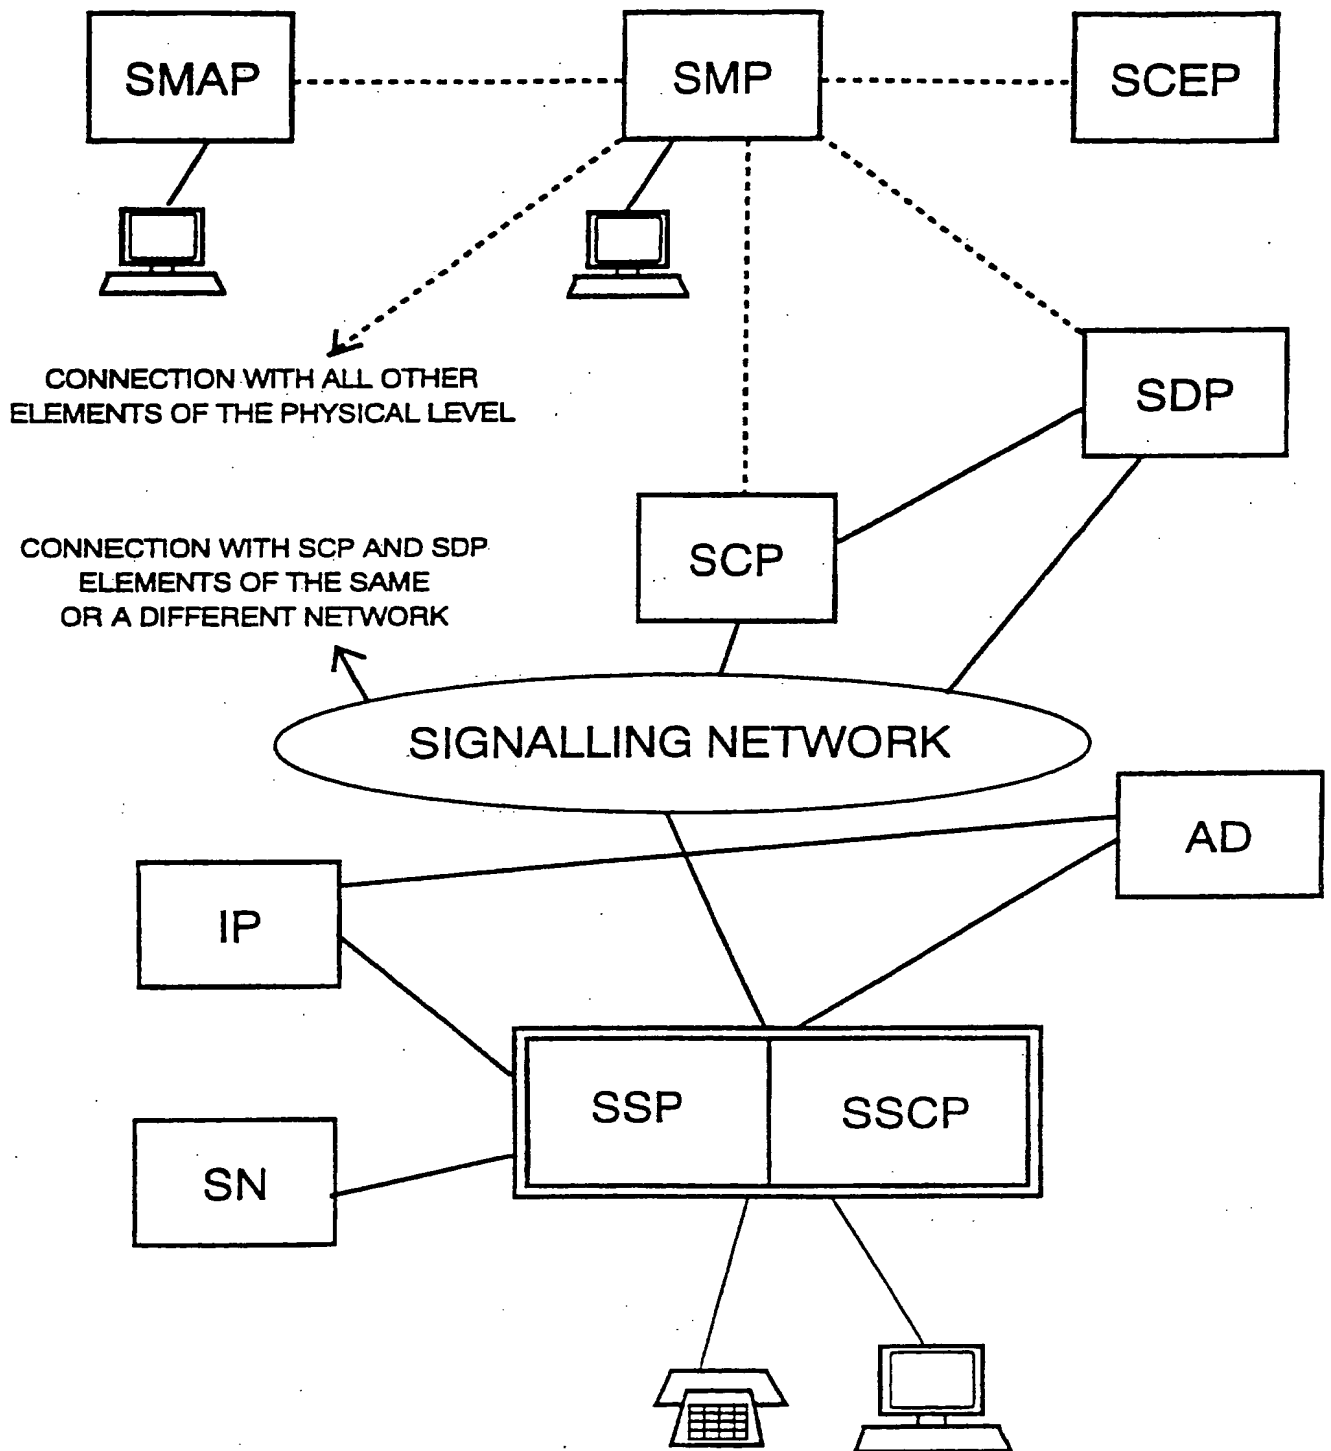 SMAP
SMP
SCEP
CONNECTION WITH ALL OTHER
ELEMENTS OF THE PHYSICAL LEVEL
SDP
SCP
CONNECTION WITH SCP AND SDP
ELEMENTS OF THE SAME
OR A DIFFERENT NETWORK
SIGNALLING NETWORK
AD
IP
SSP
SSCP
SN